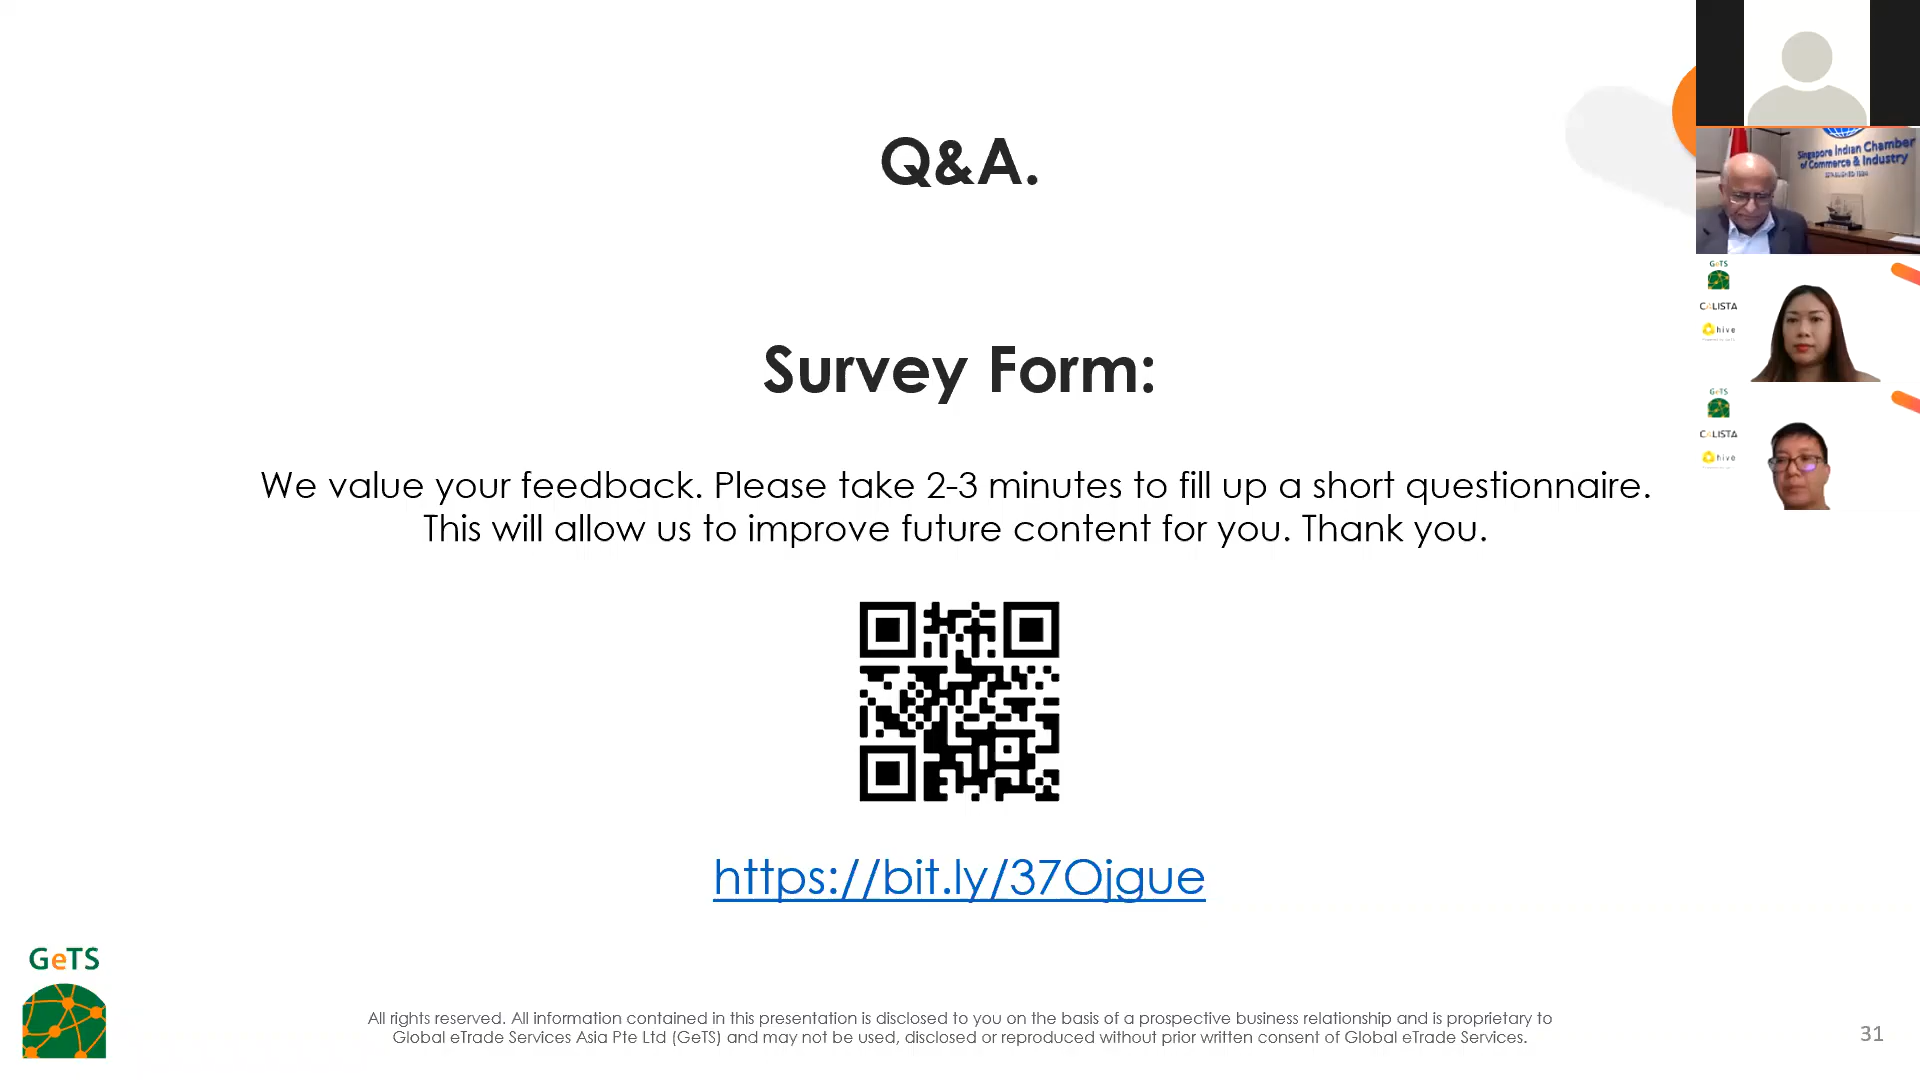 Q&A.
Survey Form:
We value your feedback. Please take 2-3 minutes to fill up a short questionnaire.
This will allow us to improve future content for you. Thank you.
https://bit.ly/37Ojgue
GeTS
All rights reserved. All information contained in this presentation is disclosed to you on the basis of a prospective business relationship and is proprietary to
Global eTrade Services Asia Pte Ltd (GeTS) and may not be used, disclosed or reproduced without prior written consent of Global eTrade Services.
31
Singapore Indian Chamber
of Commerce & Industry
GeTS
CALISTA
hive
GeTS
CALISTA
hive